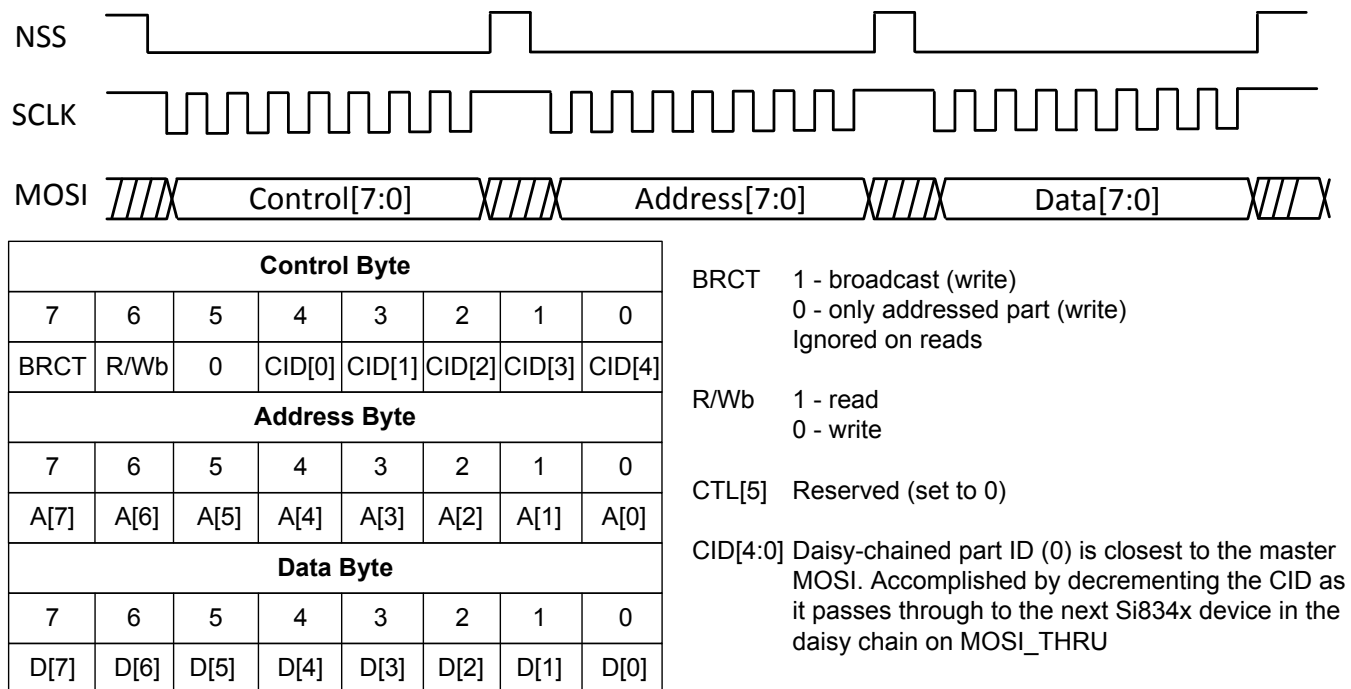 NSS
SCLK
MOSI Control[7:0] Address[7:0] Data[7:0]
Control Byte
7 6 5 4 3 2 1 0
BRCT R/Wb 0 CID[0] CID[1] CID[2] CID[3] CID[4]
Address Byte
7 6 5 4 3 2 1 0
A[7] A[6] A[5] A[4] A[3] A[2] A[1] A[0]
Data Byte
7 6 5 4 3 2 1 0
D[7] D[6] D[5] D[4] D[3] D[2] D[1] D[0]
BRCT 1 - broadcast (write)
0 - only addressed part (write)
Ignored on reads
R/Wb 1 - read
0 - write
CTL[5] Reserved (set to 0)
CID[4:0] Daisy-chained part ID (0) is closest to the master
MOSI. Accomplished by decrementing the CID as
it passes through to the next Si834x device in the
daisy chain on MOSI_THRU